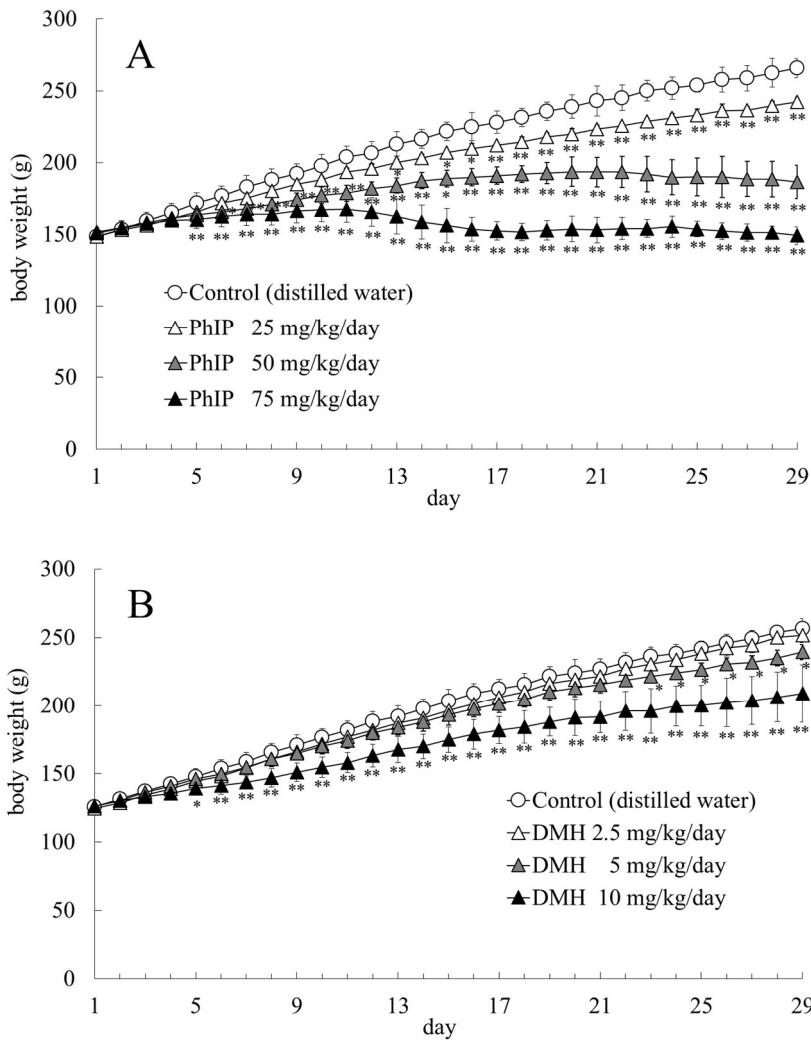 A
300
250
200
150
100
50
0
body weight (g)
Control (distilled water)
PhIP 25 mg/kg/day
PhIP 50 mg/kg/day
PhIP 75 mg/kg/day
1 5 9 13 17 21 25 29
day
B
300
250
200
150
100
50
0
body weight (g)
Control (distilled water)
DMH 2.5 mg/kg/day
DMH 5 mg/kg/day
DMH 10 mg/kg/day
1 5 9 13 17 21 25 29
day